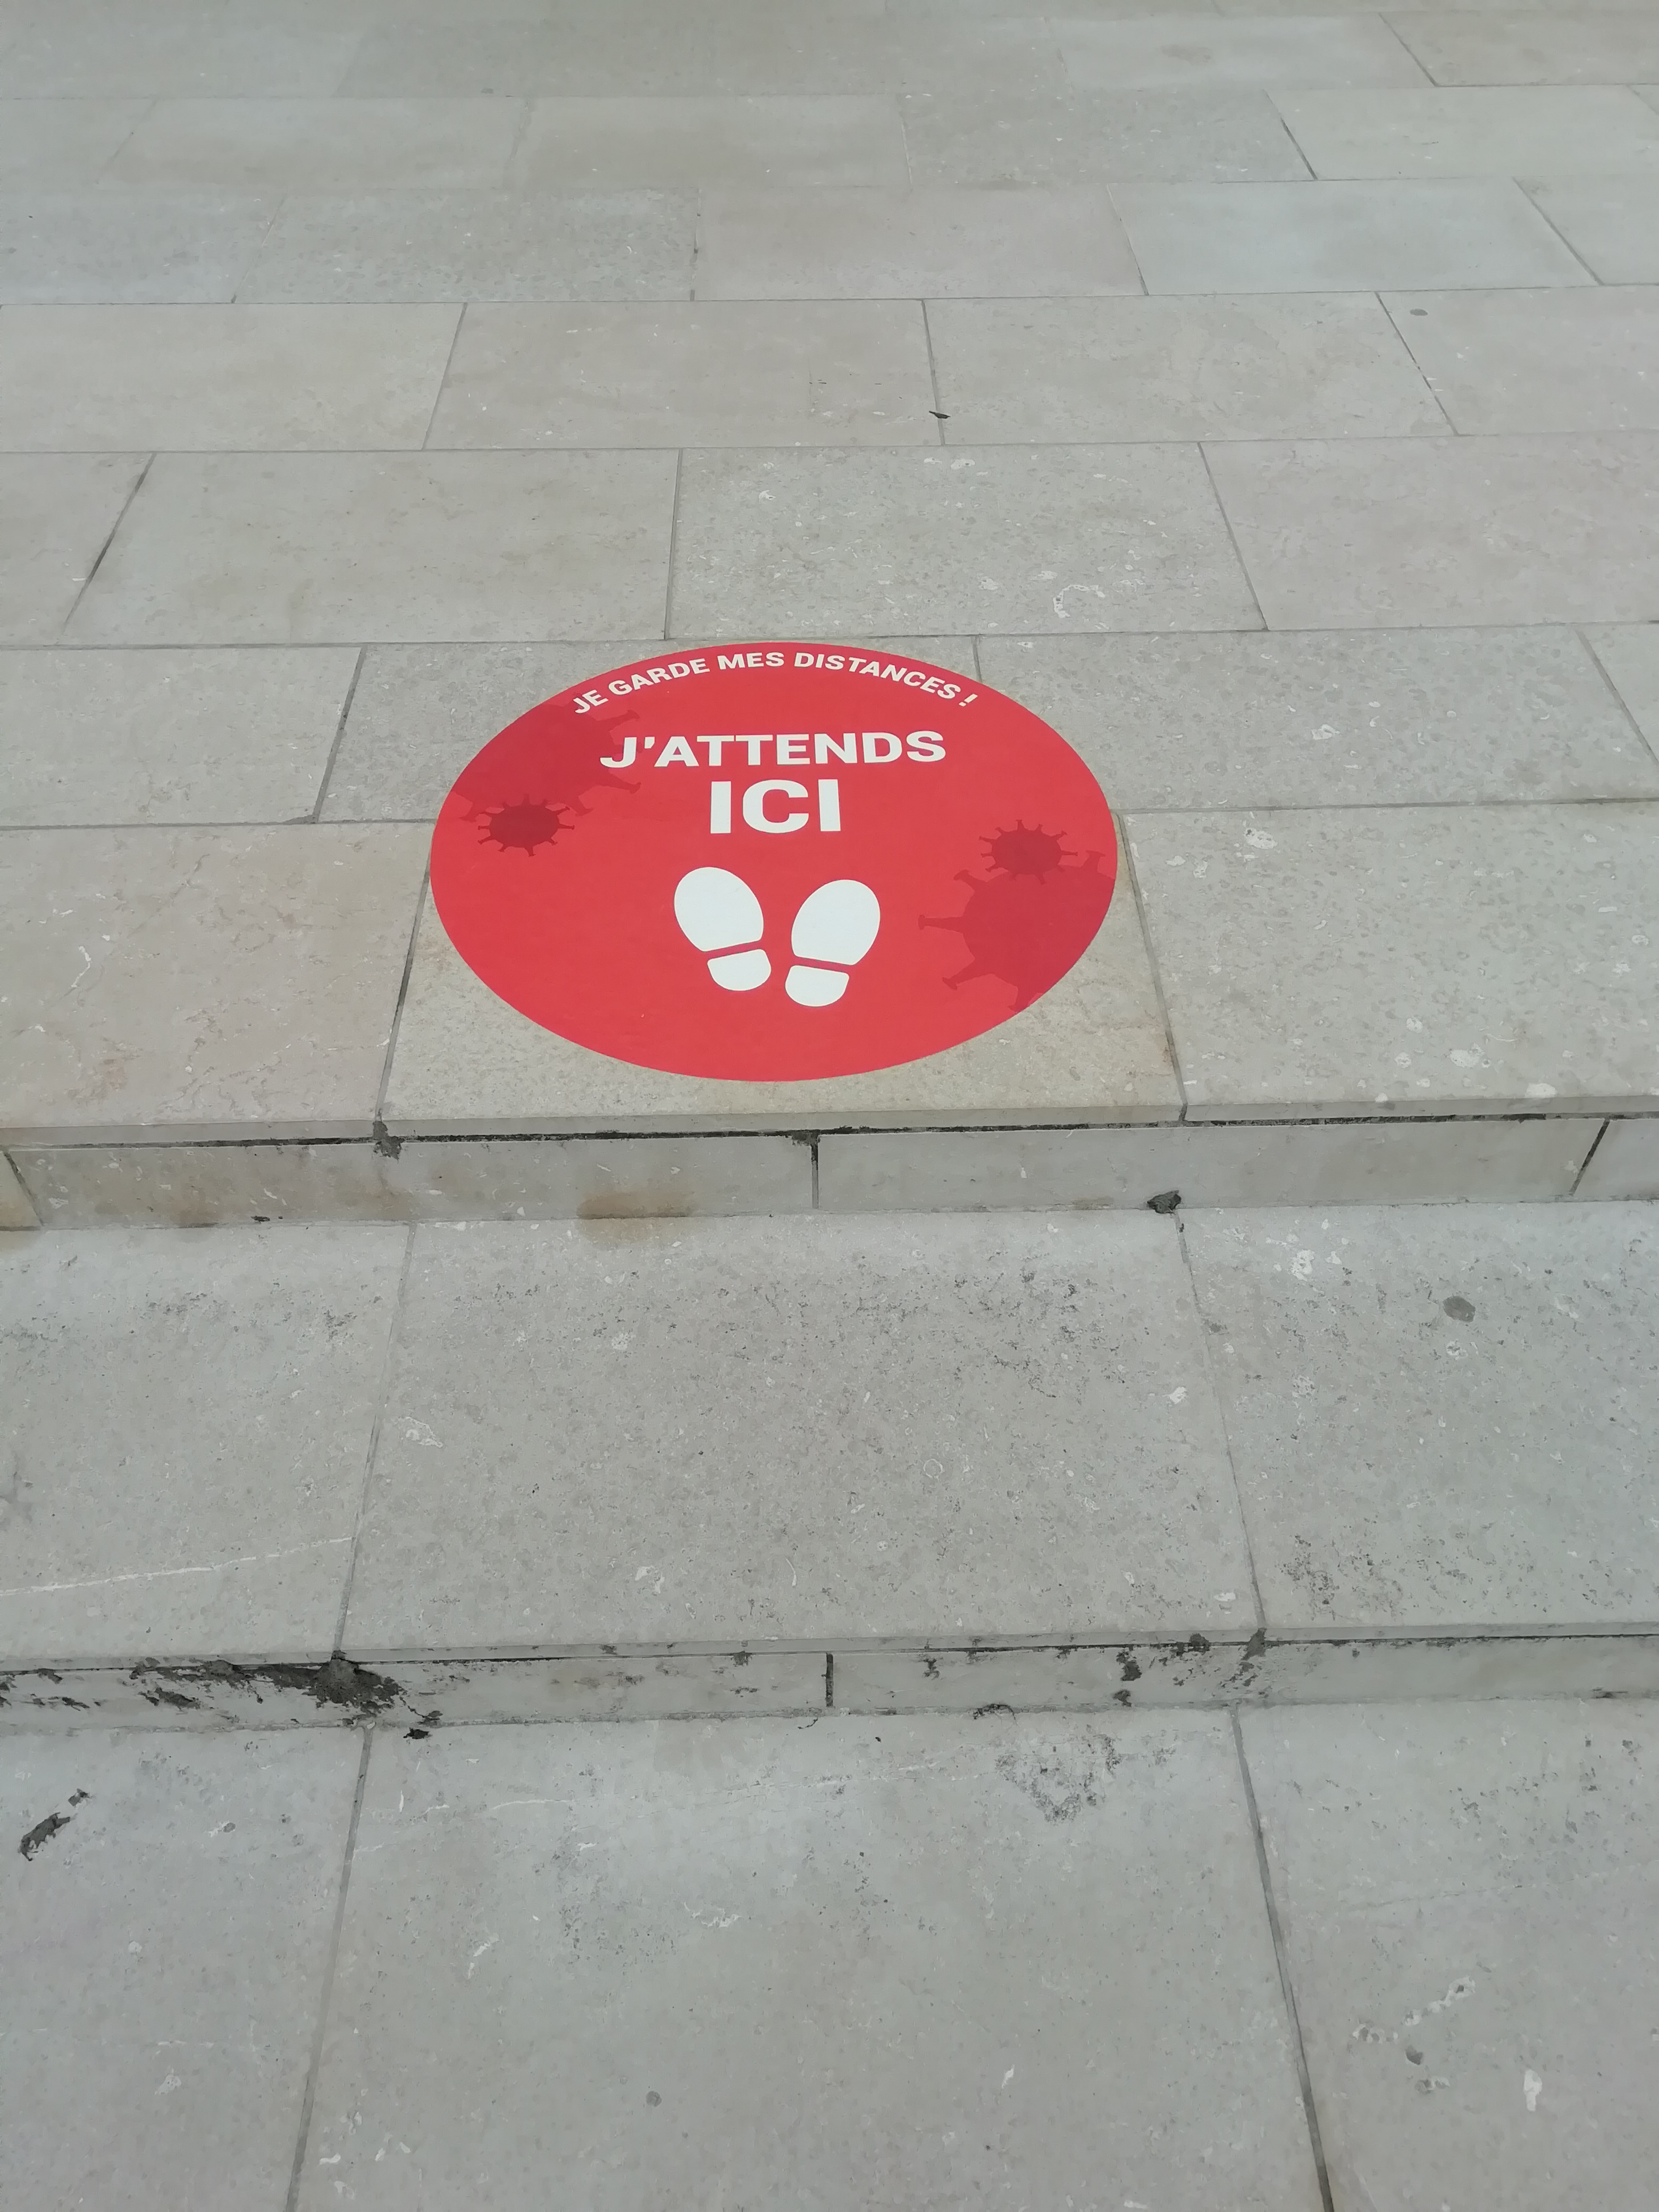 JE GARDE MES DISTANCES !
J'ATTENDS
ICI